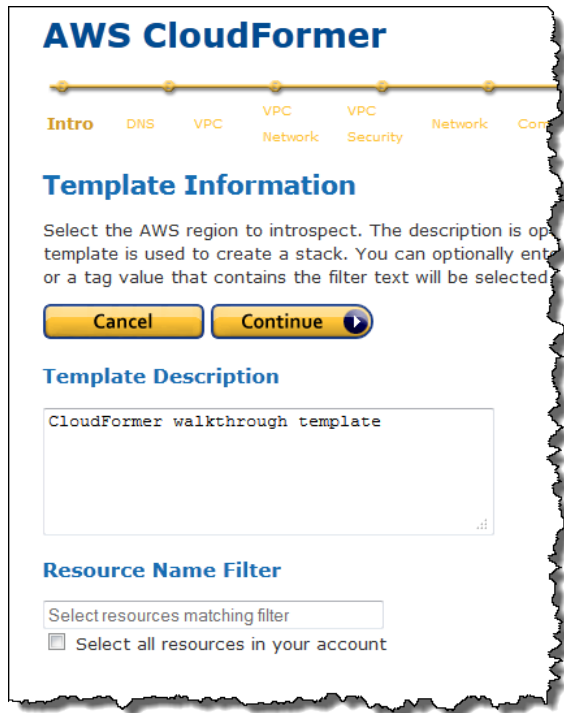 AWS CloudFormer
Intro DNS VPC VPC Network VPC Security Network Com
Template Information
Select the AWS region to introspect. The description is op
template is used to create a stack. You can optionally ent
or a tag value that contains the filter text will be selected
Cancel Continue
Template Description
CloudFormer walkthrough template
Resource Name Filter
Select resources matching filter
Select all resources in your account